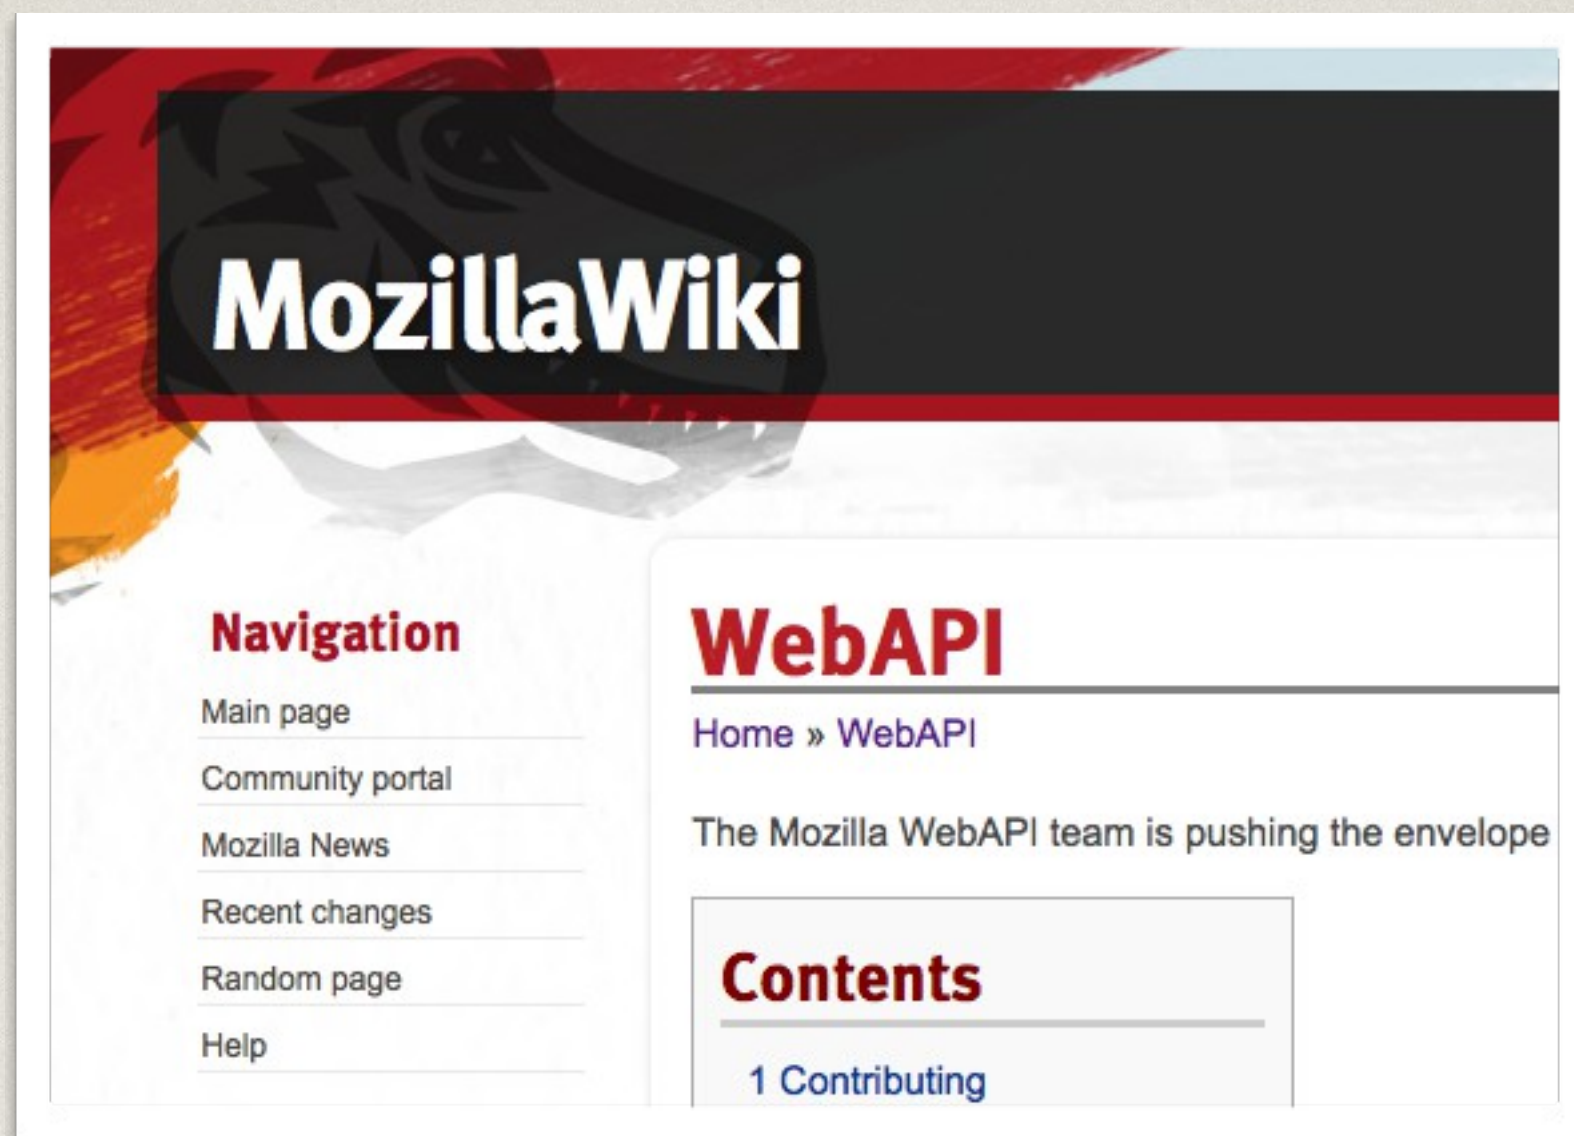 MozillaWiki
Navigation
Main page
Community portal
Mozilla News
Recent changes
Random page
Help
WebAPI
Home » WebAPI
The Mozilla WebAPI team is pushing the envelope
Contents
1 Contributing